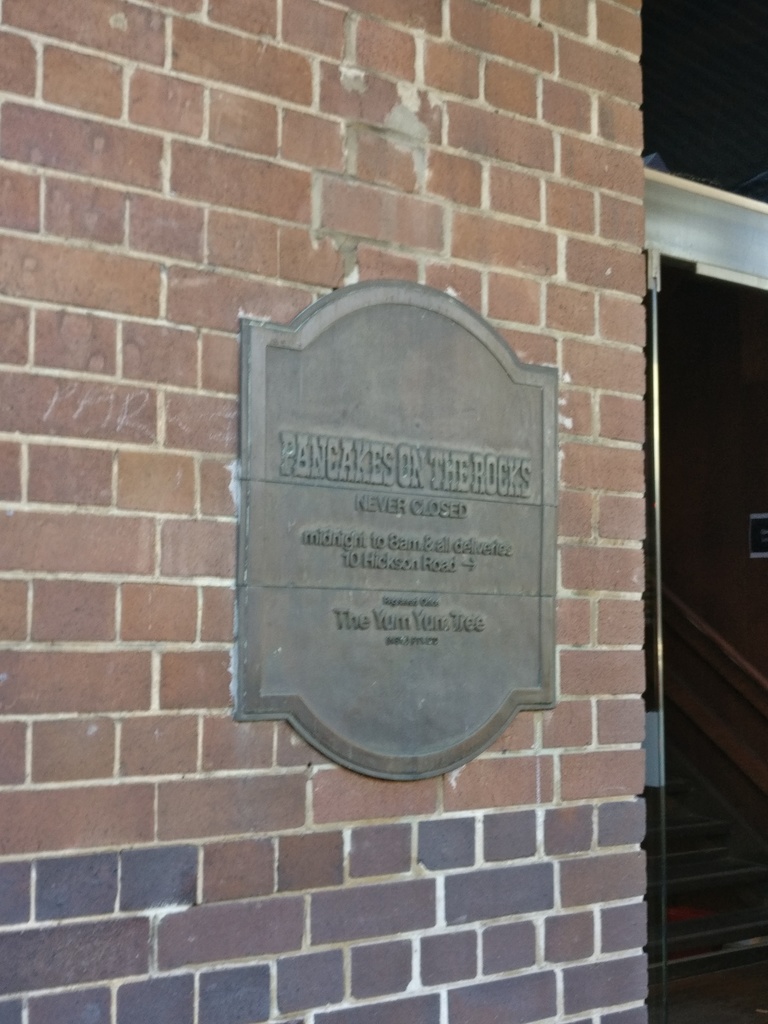 PANCAKES ON THE ROCKS
NEVER CLOSED
midnight to 8am & all deliveries
10 Hickson Road →
The Yum Yum Tree